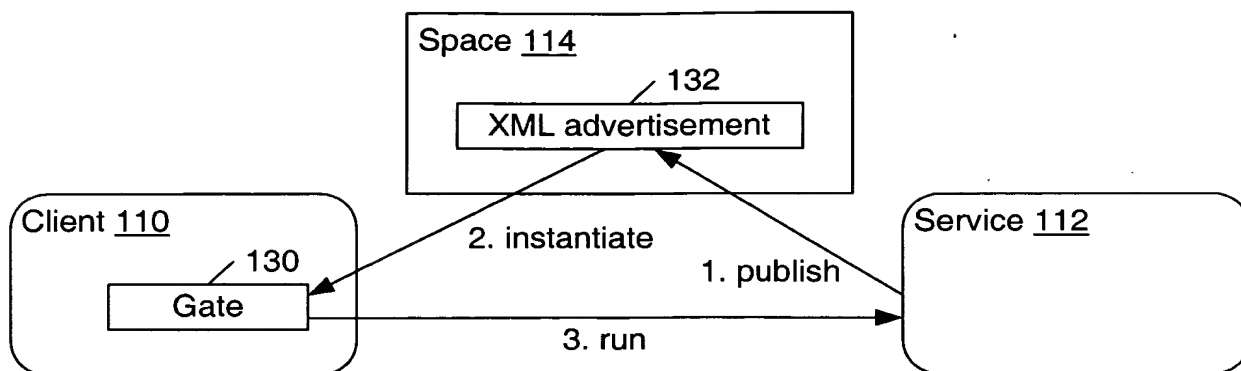 Space 114
132
XML advertisement
Client 110
2. instantiate
Service 112
130
1. publish
Gate
3. run